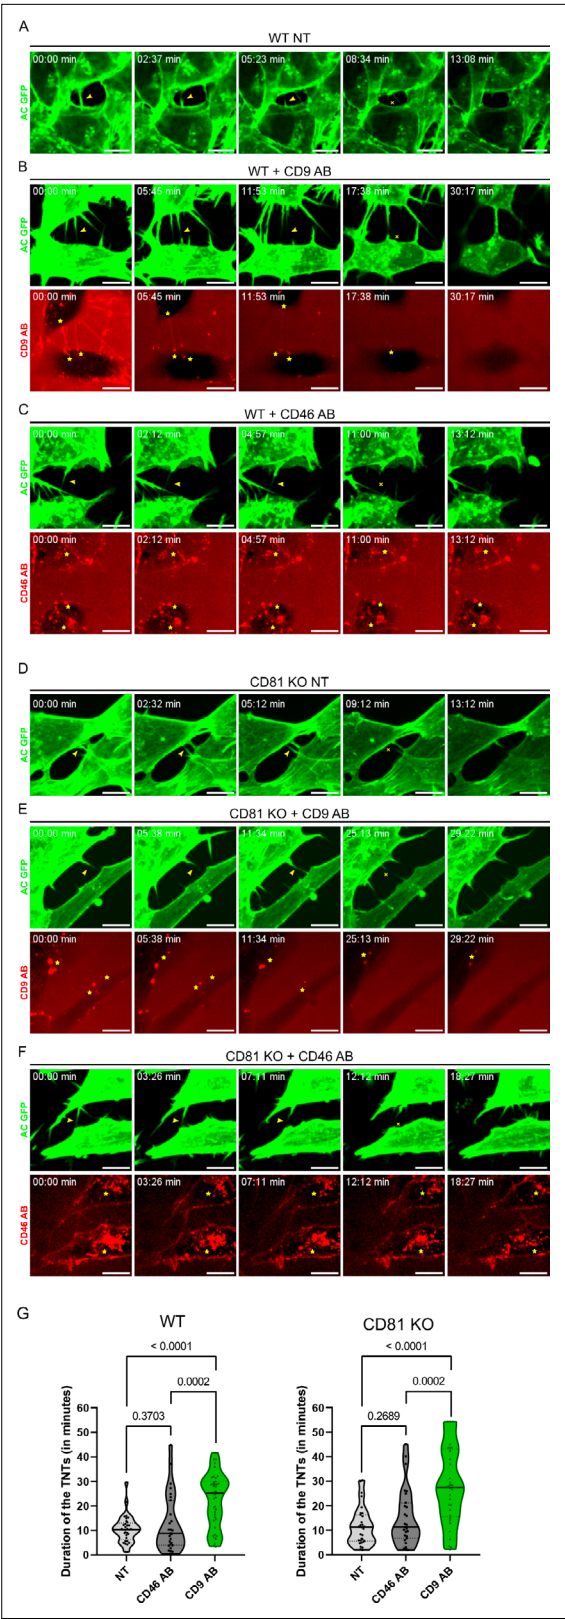 A
WT NT
AC GFP
00:00 min
02:37 min
05:23 min
08:34 min
13:08 min
B
WT + CD9 AB
AC GFP
00:00 min
05:45 min
11:53 min
17:38 min
30:17 min
CD9 AB
00:00 min
05:45 min
11:53 min
17:38 min
30:17 min
C
WT + CD46 AB
AC GFP
00:00 min
02:12 min
04:57 min
11:00 min
13:12 min
CD46 AB
00:00 min
02:12 min
04:57 min
11:00 min
13:12 min
D
CD81 KO NT
AC GFP
00:00 min
02:32 min
05:12 min
09:12 min
13:12 min
E
CD81 KO + CD9 AB
AC GFP
00:00 min
05:38 min
11:34 min
25:13 min
29:22 min
CD9 AB
00:00 min
05:38 min
11:34 min
25:13 min
29:22 min
F
CD81 KO + CD46 AB
AC GFP
00:00 min
03:26 min
07:11 min
12:12 min
18:27 min
CD46 AB
00:00 min
03:26 min
07:11 min
12:12 min
18:27 min
G
WT
< 0.0001
0.0002
0.3703
Duration of the TNTs (in minutes)
60
50
40
30
20
10
0
NT
CD46 AB
CD9 AB
CD81 KO
< 0.0001
0.0002
0.2689
Duration of the TNTs (in minutes)
60
50
40
30
20
10
0
NT
CD46 AB
CD9 AB